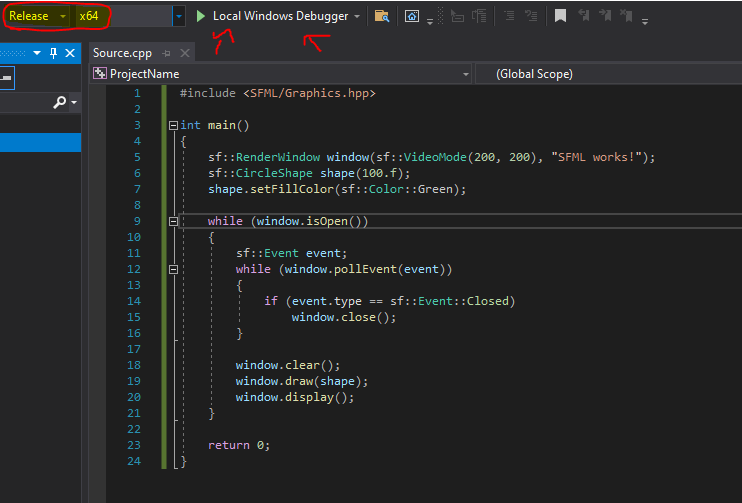 Release x64 Local Windows Debugger
Source.cpp
ProjectName (Global Scope)
1 #include <SFML/Graphics.hpp>
2
3 int main()
4 {
5 sf::RenderWindow window(sf::VideoMode(200, 200), "SFML works!");
6 sf::CircleShape shape(100.f);
7 shape.setFillColor(sf::Color::Green);
8
9 while (window.isOpen())
10 {
11 sf::Event event;
12 while (window.pollEvent(event))
13 {
14 if (event.type == sf::Event::Closed)
15 window.close();
16 }
17
18 window.clear();
19 window.draw(shape);
20 window.display();
21 }
22
23 return 0;
24 }